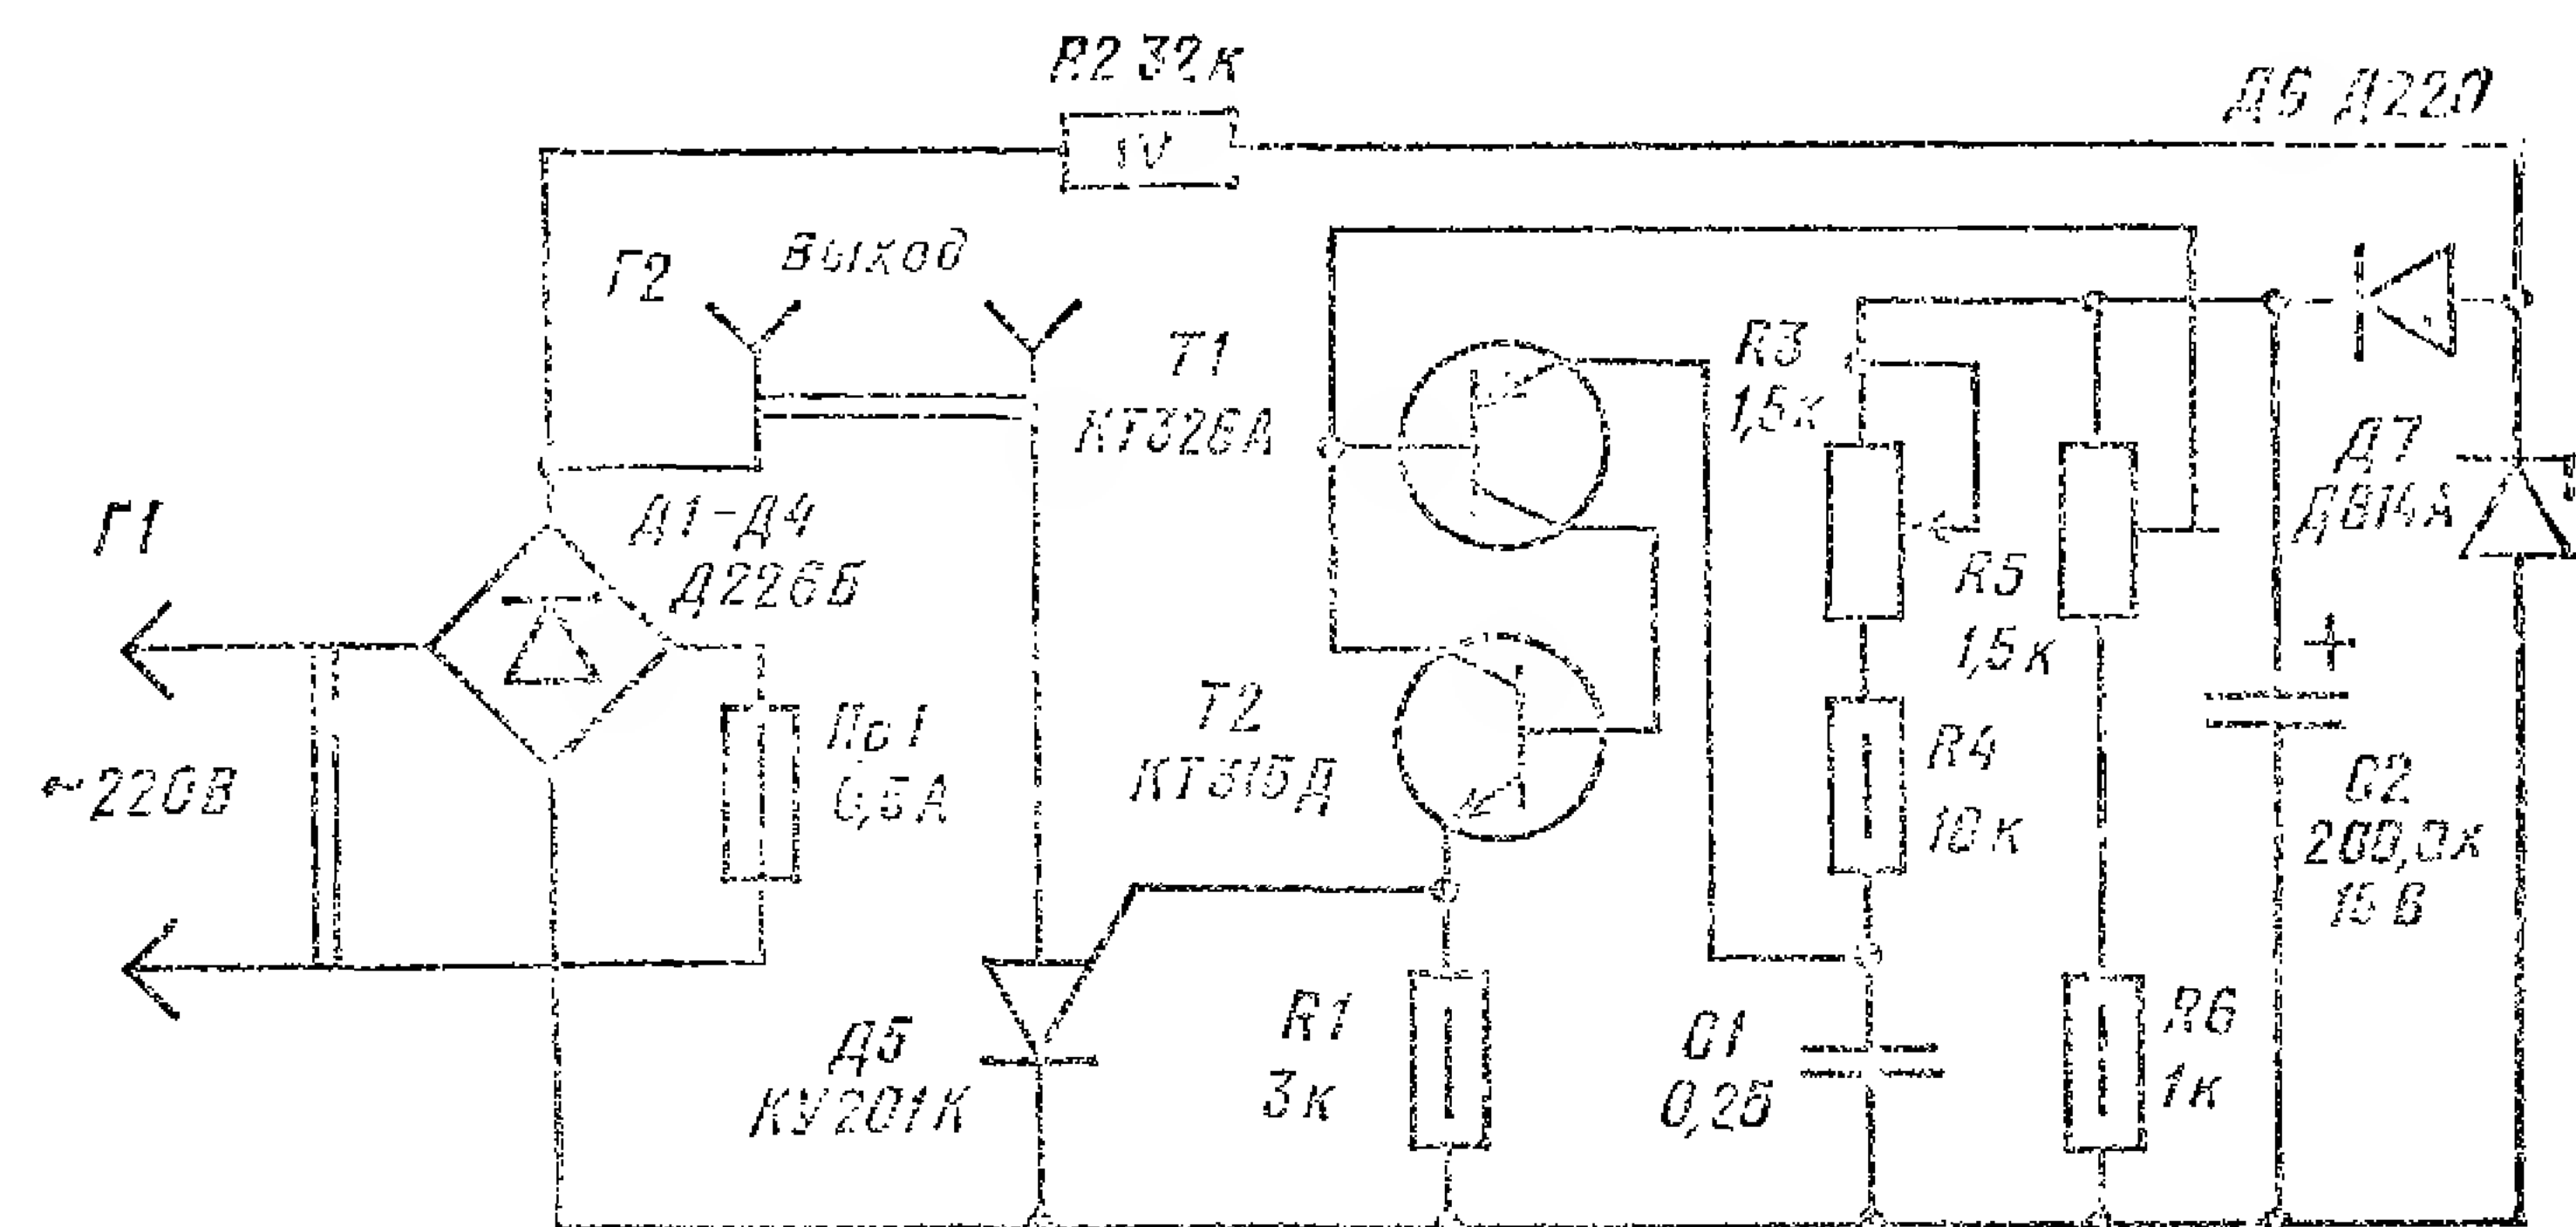 R2 32к
Д6 Д220
1V
Г2
Выход
Т1
КТ326А
R3
1,5к
Д7
Д814А
Г1
Д1-Д4
Д226Б
R5
1,5к
+
Т2
КТ315Д
Пр1
0,5А
R4
10к
~220В
С2
200,0х
15В
Д5
КУ201К
R1
3к
С1
0,25
R6
1к